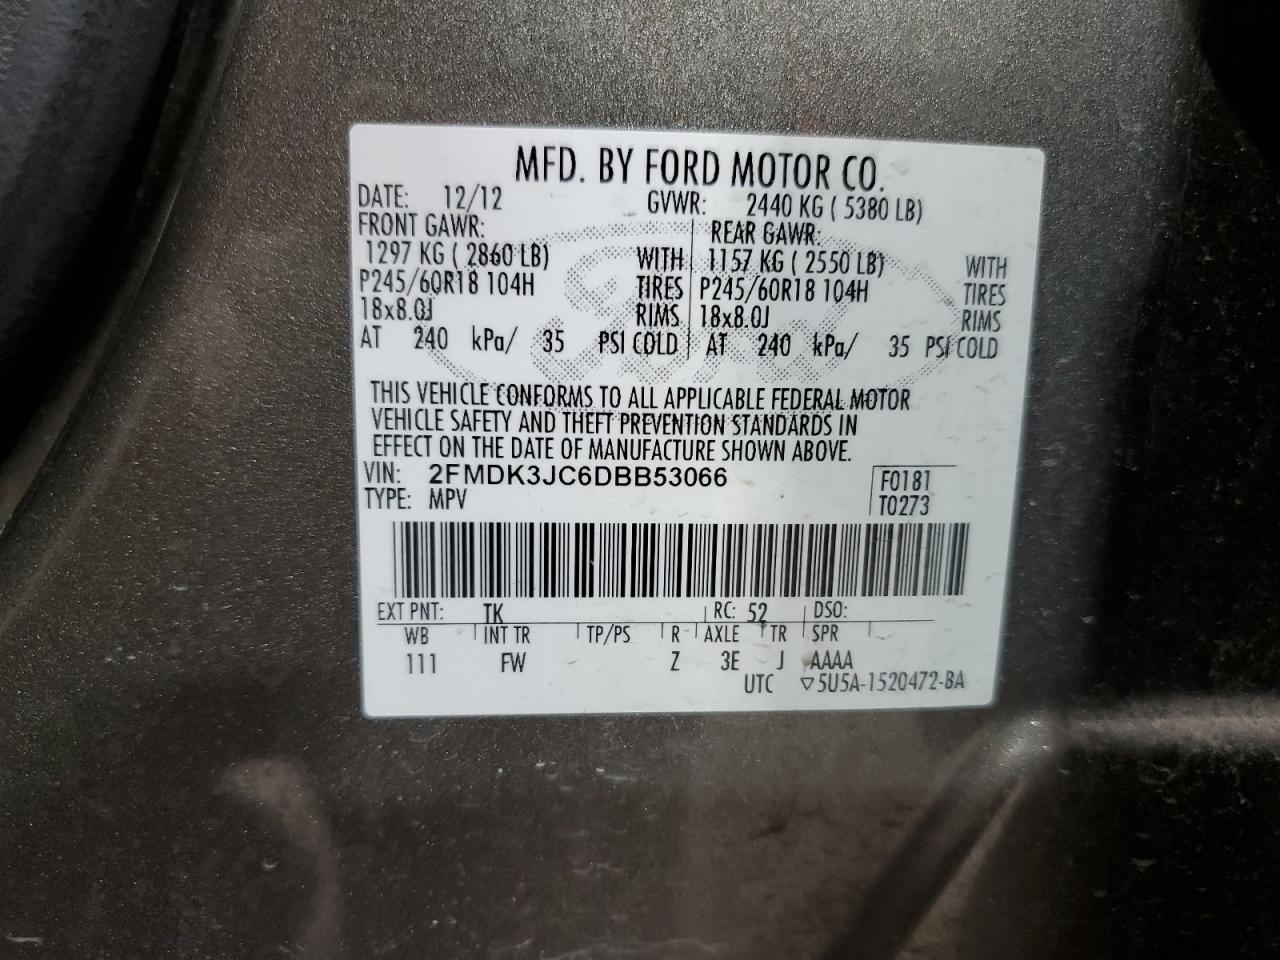 MFD. BY FORD MOTOR CO.
DATE: 12/12 GVWR: 2440 KG ( 5380 LB)
FRONT GAWR: REAR GAWR:
1297 KG ( 2860 LB) WITH 1157 KG ( 2550 LB) WITH
P245/60R18 104H TIRES P245/60R18 104H TIRES
18x8.0J RIMS 18x8.0J RIMS
AT 240 kPa/ 35 PSI COLD AT 240 kPa/ 35 PSI COLD
THIS VEHICLE CONFORMS TO ALL APPLICABLE FEDERAL MOTOR
VEHICLE SAFETY AND THEFT PREVENTION STANDARDS IN
EFFECT ON THE DATE OF MANUFACTURE SHOWN ABOVE.
VIN: 2FMDK3JC6DBB53066 F0181
TYPE: MPV T0273
EXT PNT: TK RC: 52 DSO:
WB INT TR TP/PS R AXLE TR SPR
111 FW Z 3E J AAAA
UTC ▽5U5A-1520472-BA